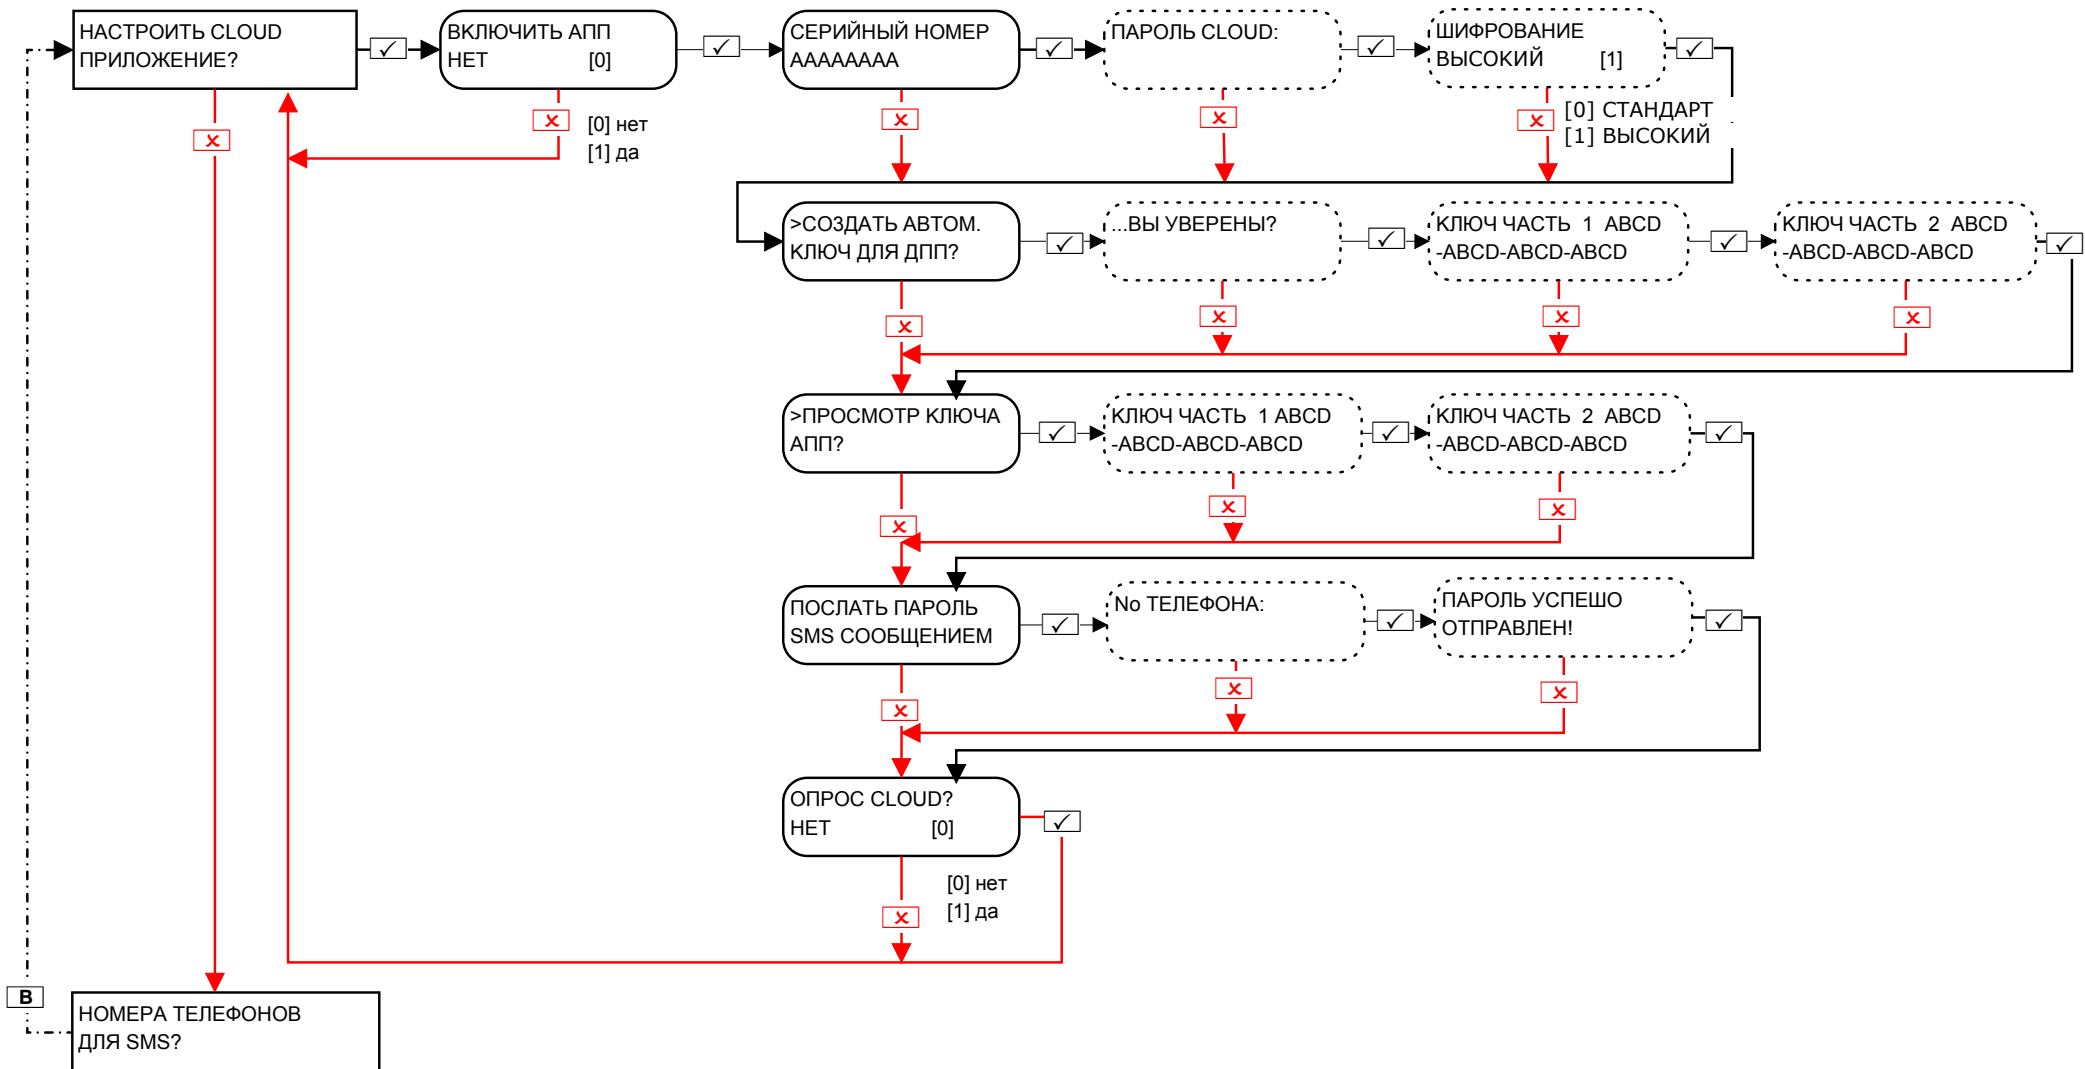 НАСТРОИТЬ CLOUD
ПРИЛОЖЕНИЕ?
ВКЛЮЧИТЬ АПП
НЕТ [0]
[0] нет
[1] да
СЕРИЙНЫЙ НОМЕР
АААААААА
ПАРОЛЬ CLOUD:
ШИФРОВАНИЕ
ВЫСОКИЙ [1]
[0] СТАНДАРТ
[1] ВЫСОКИЙ
>СОЗДАТЬ АВТОМ.
КЛЮЧ ДЛЯ ДПП?
...ВЫ УВЕРЕНЫ?
КЛЮЧ ЧАСТЬ 1 ABCD
-ABCD-ABCD-ABCD
КЛЮЧ ЧАСТЬ 2 ABCD
-ABCD-ABCD-ABCD
>ПРОСМОТР КЛЮЧА
АПП?
КЛЮЧ ЧАСТЬ 1 ABCD
-ABCD-ABCD-ABCD
КЛЮЧ ЧАСТЬ 2 ABCD
-ABCD-ABCD-ABCD
ПОСЛАТЬ ПАРОЛЬ
SMS СООБЩЕНИЕМ
No ТЕЛЕФОНА:
ПАРОЛЬ УСПЕШО
ОТПРАВЛЕН!
ОПРОС CLOUD?
НЕТ [0]
[0] нет
[1] да
B
НОМЕРА ТЕЛЕФОНОВ
ДЛЯ SMS?